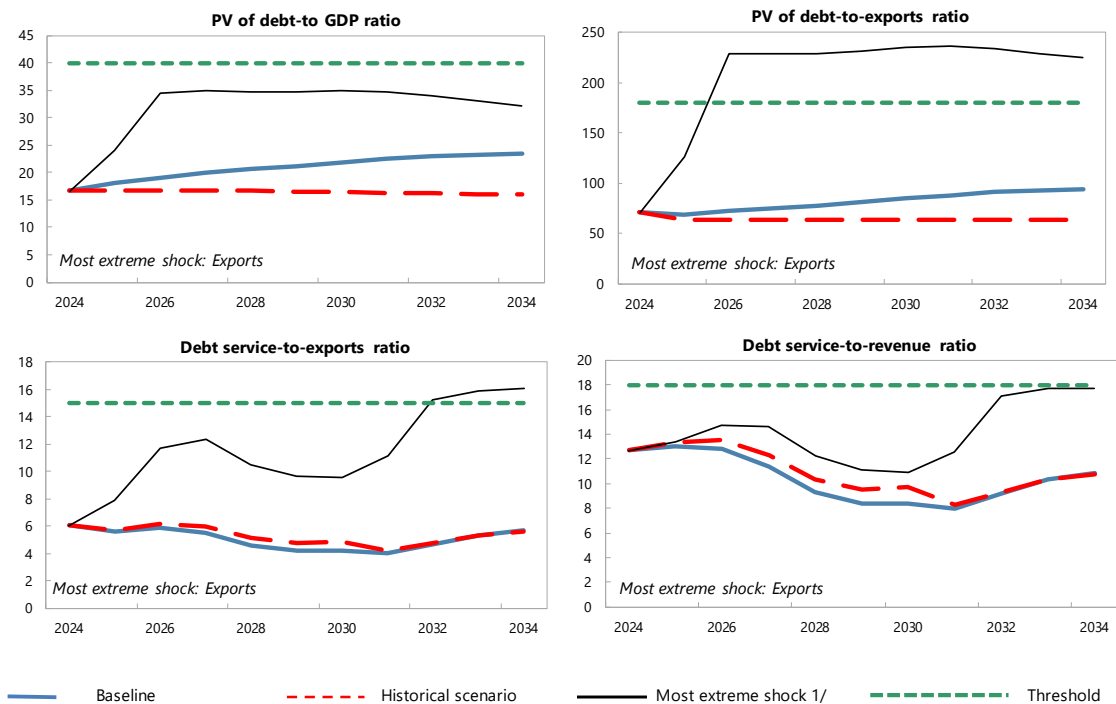 PV of debt-to GDP ratio
45
40
35
30
25
20
15
10
5
0
Most extreme shock: Exports
2024 2026 2028 2030 2032 2034
PV of debt-to-exports ratio
250
200
150
100
50
0
Most extreme shock: Exports
2024 2026 2028 2030 2032 2034
Debt service-to-exports ratio
18
16
14
12
10
8
6
4
2
0
Most extreme shock: Exports
2024 2026 2028 2030 2032 2034
Debt service-to-revenue ratio
20
18
16
14
12
10
8
6
4
2
0
Most extreme shock: Exports
2024 2026 2028 2030 2032 2034
Baseline Historical scenario Most extreme shock 1/ Threshold